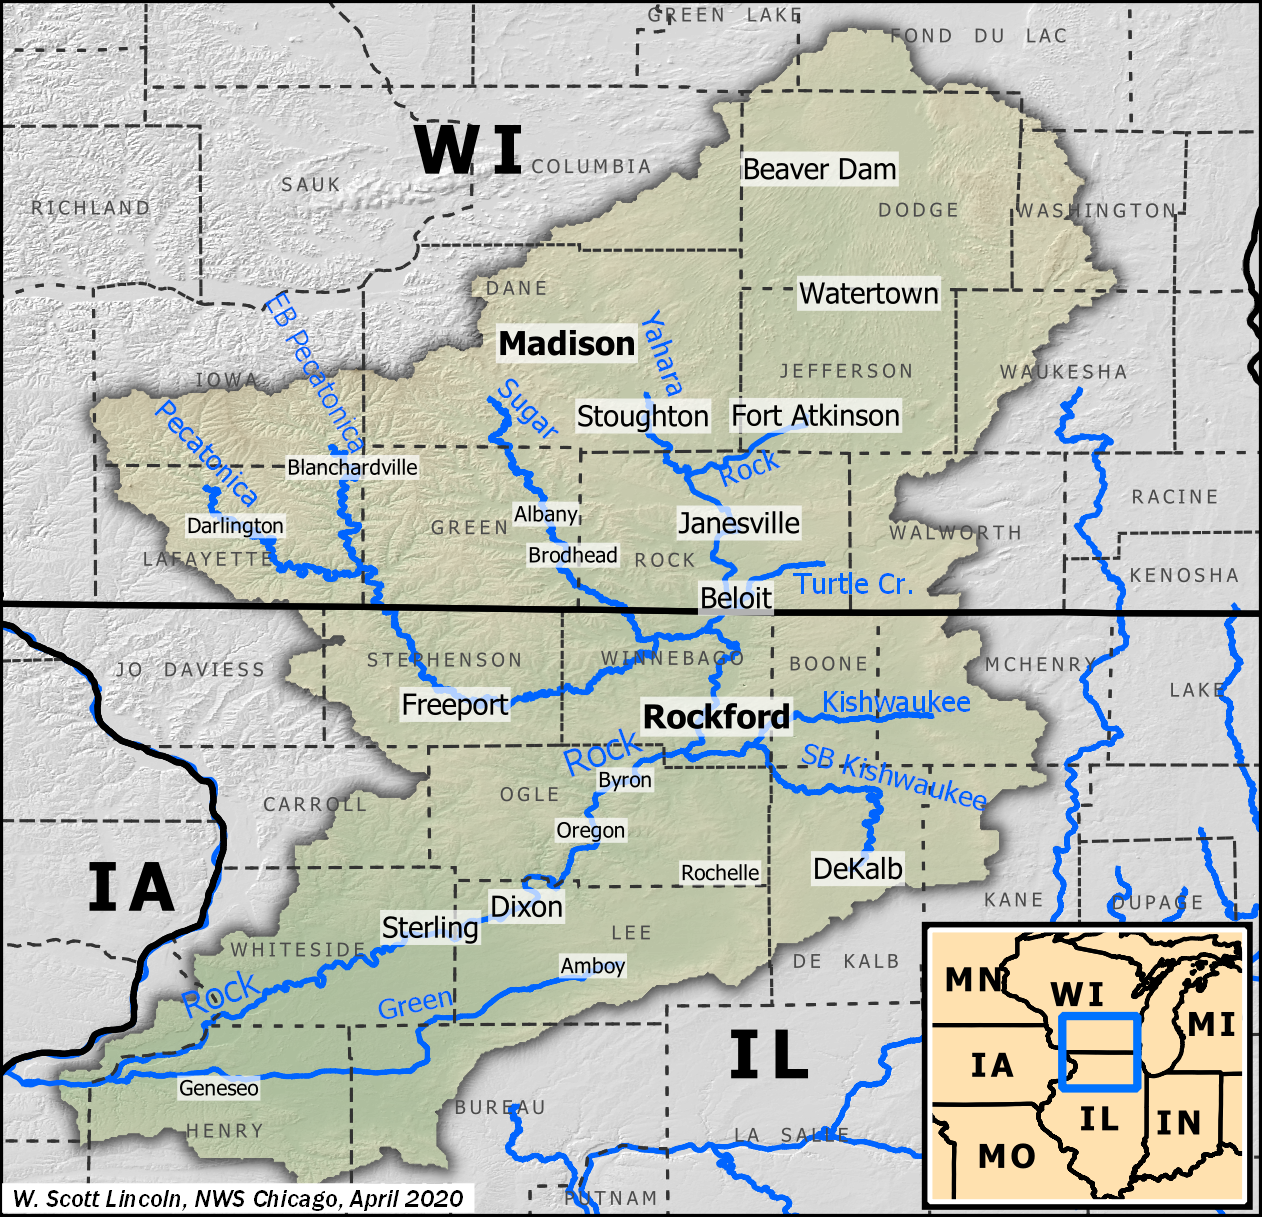 GREEN LAKE
FOND DU LAC
WI
COLUMBIA
SAUK
RICHLAND
Beaver Dam
DODGE
WASHINGTON
DANE
Watertown
EB Pecatonica
Yahara
Madison
IOWA
JEFFERSON
WAUKESHA
Pecatonica
Sugar
Stoughton
Fort Atkinson
Rock
Blanchardville
RACINE
Darlington
GREEN
Albany
Janesville
WALWORTH
LAFAYETTE
Brodhead
ROCK
KENOSHA
Turtle Cr.
Beloit
JO DAVIESS
STEPHENSON
WINNEBAGO
BOONE
MCHENRY
LAKE
Freeport
Rockford
Kishwaukee
Rock
SB Kishwaukee
Byron
OGLE
CARROLL
Oregon
IA
Rochelle
DeKalb
KANE
DUPAGE
Dixon
Sterling
LEE
WHITESIDE
Amboy
DE KALB
Rock
Green
IL
Geneseo
BUREAU
HENRY
LA SALLE
PUTNAM
MN
WI
MI
IA
IL
IN
MO
W. Scott Lincoln, NWS Chicago, April 2020